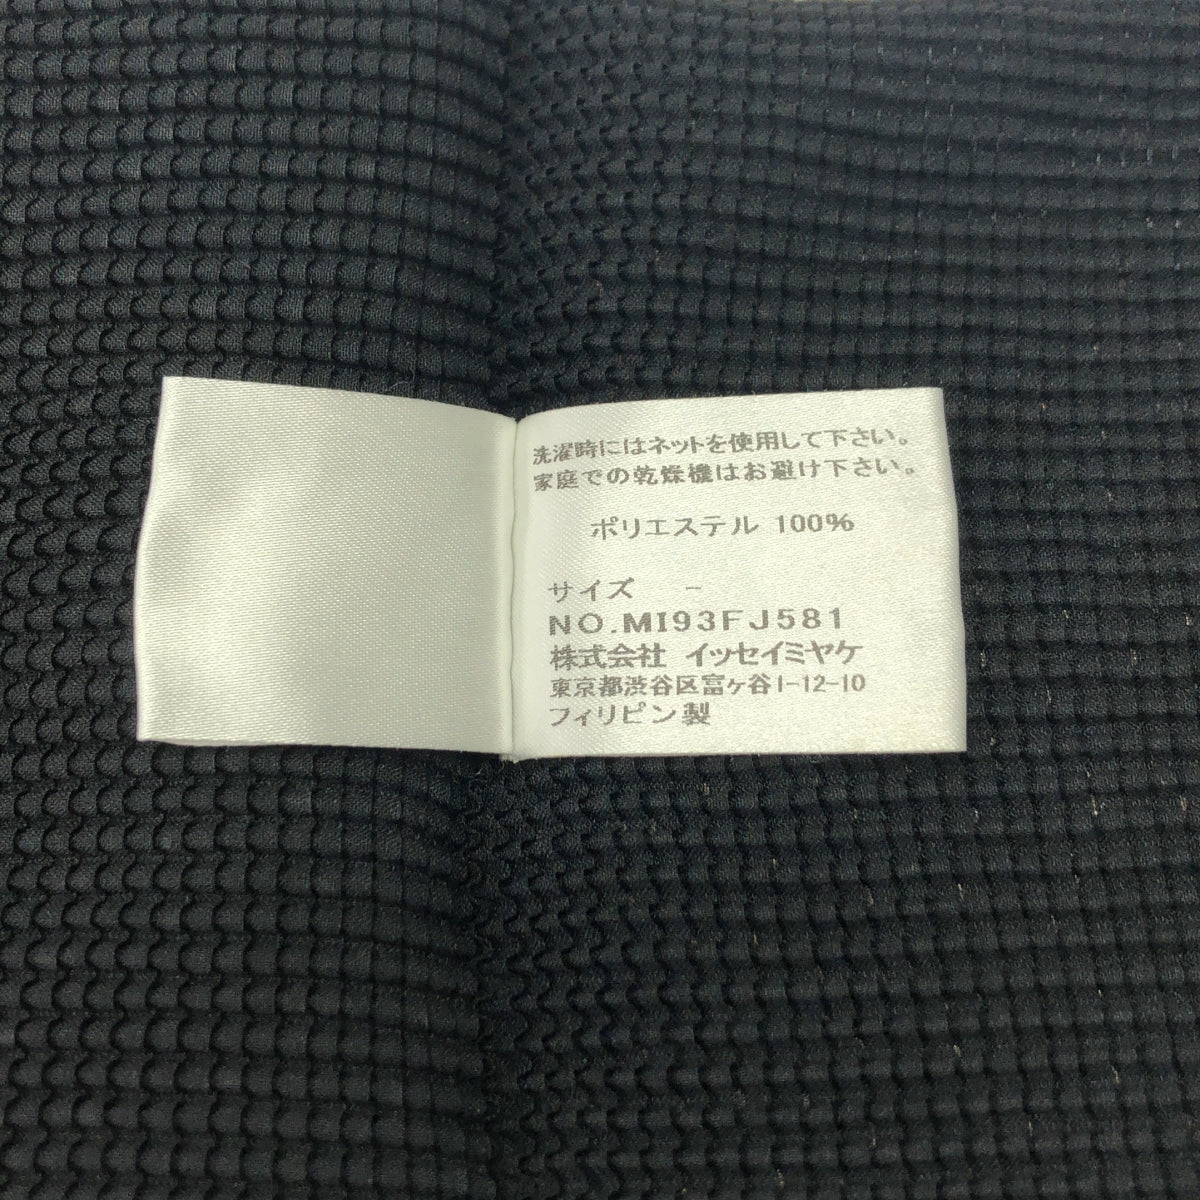 洗濯時にはネットを使用して下さい。
家庭での乾燥機はお避け下さい。
ポリエステル 100%
サイズ -
NO.MI93FJ581
株式会社 イッセイミヤケ
東京都渋谷区富ヶ谷1-12-10
フィリピン製